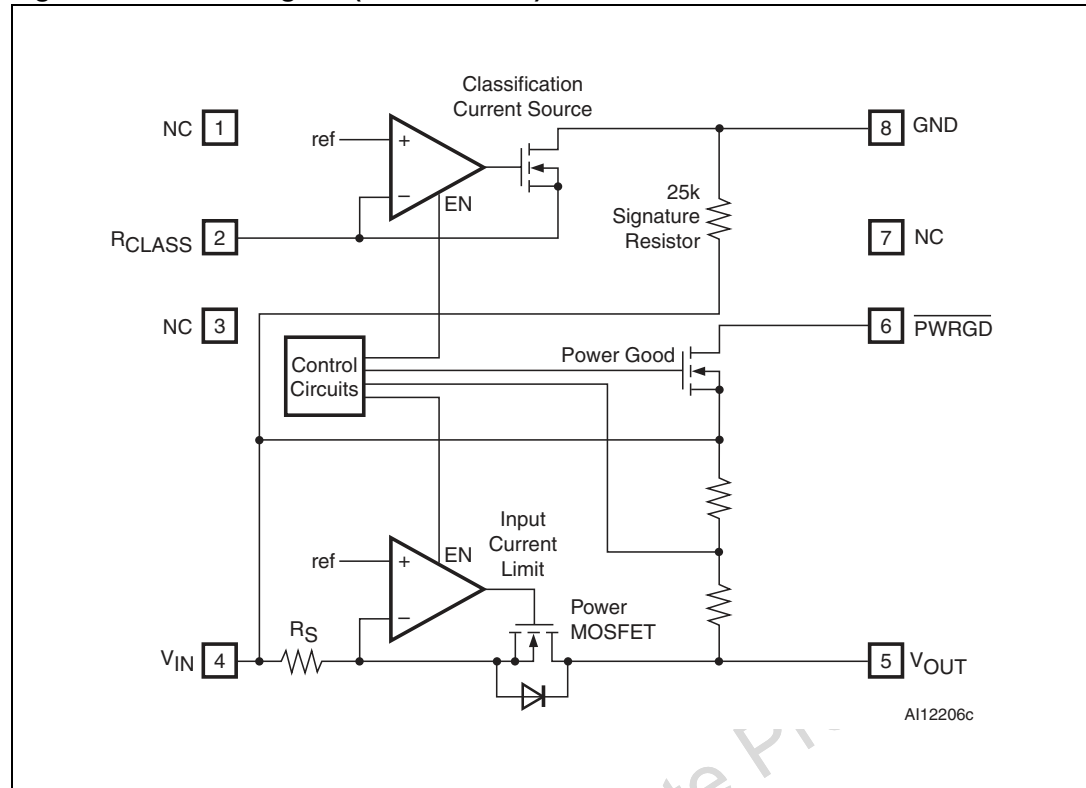 Classification
Current Source
NC 1
ref
+
8 GND
−
EN
25k
Signature
Resistor
RCLASS 2
7 NC
NC 3
6 PWRGD
Power Good
Control
Circuits
Input
Current
Limit
EN
ref
+
−
Power
MOSFET
RS
VIN 4
5 VOUT
AI12206c